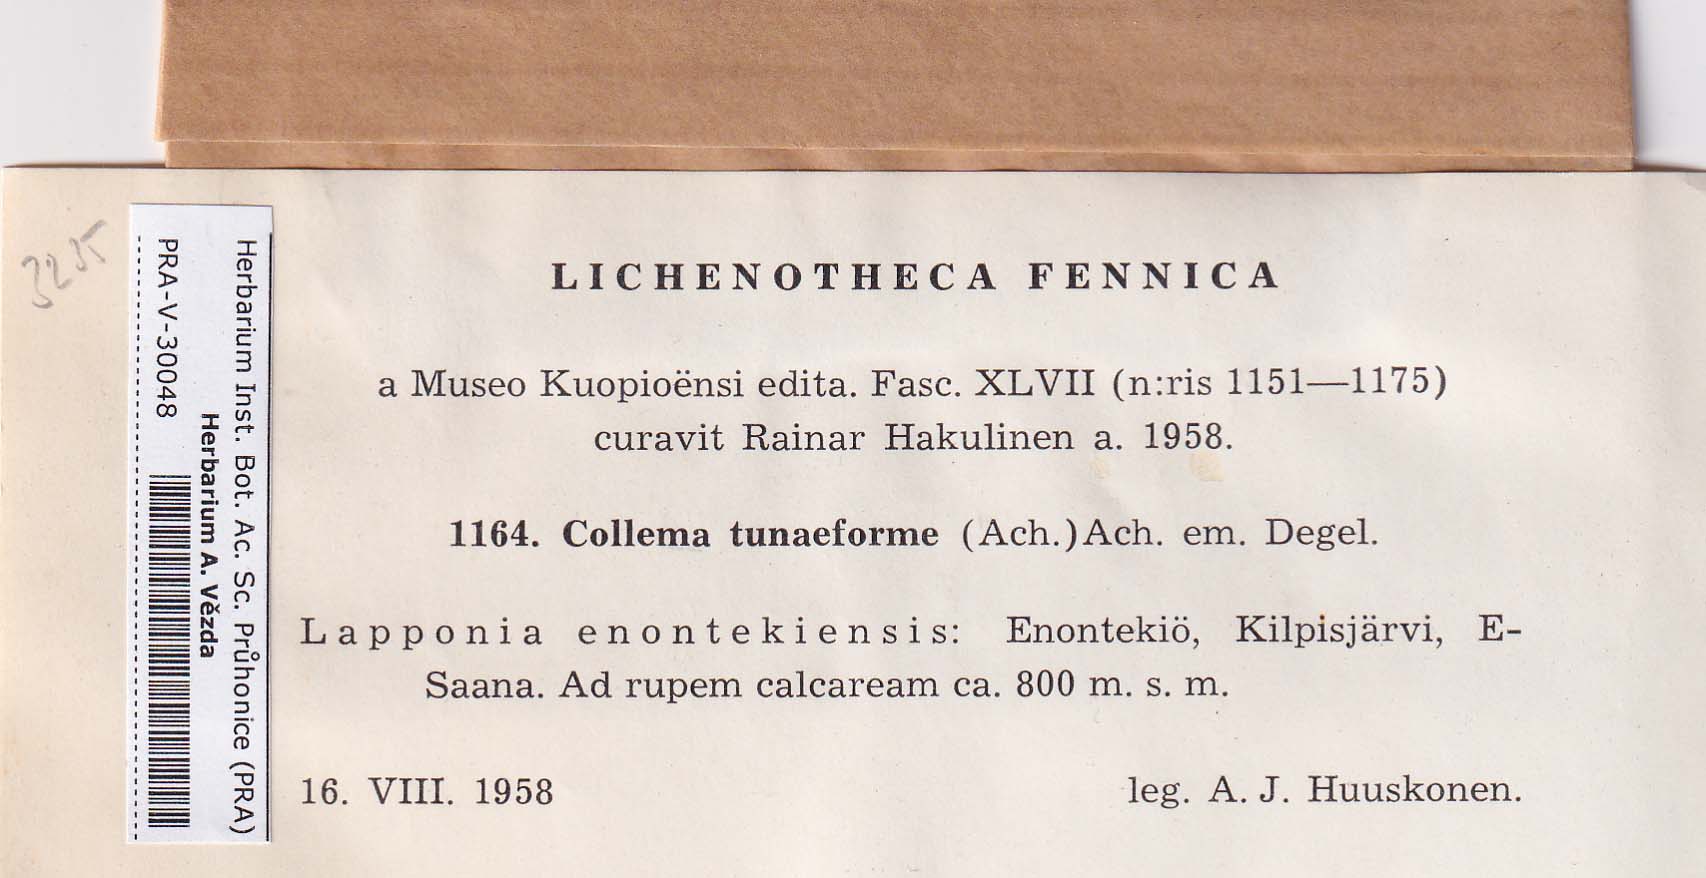 3235
Herbarium Inst. Bot. Ac. Sc. Průhonice (PRA)
Herbarium A. Vězda
PRA-V-30048
LICHENOTHECA FENNICA
a Museo Kuopioënsi edita. Fasc. XLVII (n:ris 1151—1175)
curavit Rainar Hakulinen a. 1958.
1164. Collema tunaeforme (Ach.)Ach. em. Degel.
Lapponia enontekiensis: Enontekiö, Kilpisjärvi, E-
Saana. Ad rupem calcaream ca. 800 m. s. m.
16. VIII. 1958 leg. A. J. Huuskonen.